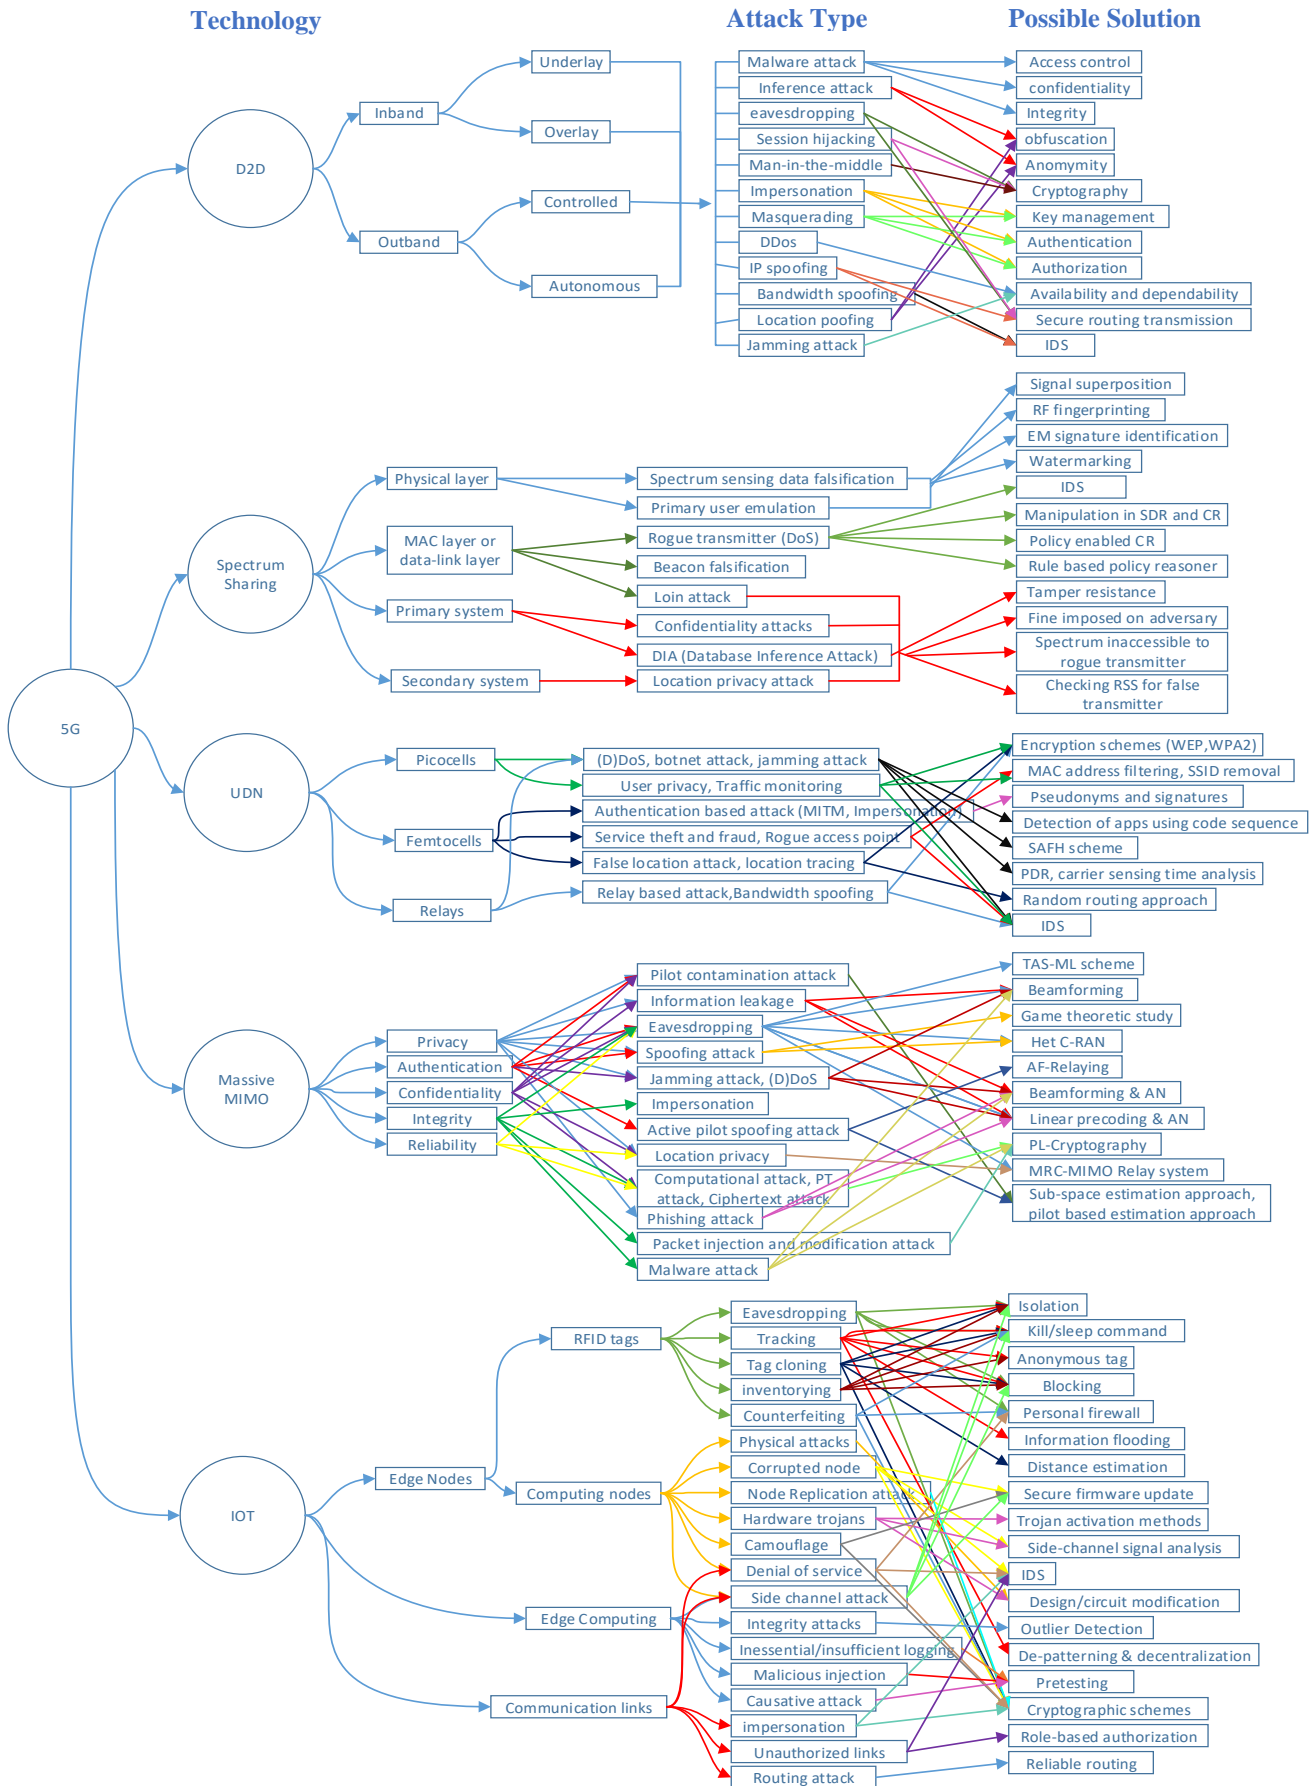 Technology
Attack Type
Possible Solution
5G
D2D
Inband
Outband
Underlay
Overlay
Controlled
Autonomous
Malware attack
Inference attack
eavesdropping
Session hijacking
Man-in-the-middle
Impersonation
Masquerading
DDos
IP spoofing
Bandwidth spoofing
Location poofing
Jamming attack
Access control
confidentiality
Integrity
obfuscation
Anomymity
Cryptography
Key management
Authentication
Authorization
Availability and dependability
Secure routing transmission
IDS
Spectrum
Sharing
Physical layer
MAC layer or
data-link layer
Primary system
Secondary system
Spectrum sensing data falsification
Primary user emulation
Rogue transmitter (DoS)
Beacon falsification
Loin attack
Confidentiality attacks
DIA (Database Inference Attack)
Location privacy attack
Signal superposition
RF fingerprinting
EM signature identification
Watermarking
IDS
Manipulation in SDR and CR
Policy enabled CR
Rule based policy reasoner
Tamper resistance
Fine imposed on adversary
Spectrum inaccessible to
rogue transmitter
Checking RSS for false
transmitter
UDN
Picocells
Femtocells
Relays
(D)DoS, botnet attack, jamming attack
User privacy, Traffic monitoring
Authentication based attack (MITM, Impersonation)
Service theft and fraud, Rogue access point
False location attack, location tracing
Relay based attack,Bandwidth spoofing
Encryption schemes (WEP,WPA2)
MAC address filtering, SSID removal
Pseudonyms and signatures
Detection of apps using code sequence
SAFH scheme
PDR, carrier sensing time analysis
Random routing approach
IDS
Massive
MIMO
Privacy
Authentication
Confidentiality
Integrity
Reliability
Pilot contamination attack
Information leakage
Eavesdropping
Spoofing attack
Jamming attack, (D)DoS
Impersonation
Active pilot spoofing attack
Location privacy
Computational attack, PT
attack, Ciphertext attack
Phishing attack
Packet injection and modification attack
Malware attack
TAS-ML scheme
Beamforming
Game theoretic study
Het C-RAN
AF-Relaying
Beamforming & AN
Linear precoding & AN
PL-Cryptography
MRC-MIMO Relay system
Sub-space estimation approach,
pilot based estimation approach
IOT
Edge Nodes
Edge Computing
Communication links
RFID tags
Computing nodes
Eavesdropping
Tracking
Tag cloning
inventorying
Counterfeiting
Physical attacks
Corrupted node
Node Replication attack
Hardware trojans
Camouflage
Denial of service
Side channel attack
Integrity attacks
Inessential/insufficient logging
Malicious injection
Causative attack
impersonation
Unauthorized links
Routing attack
Isolation
Kill/sleep command
Anonymous tag
Blocking
Personal firewall
Information flooding
Distance estimation
Secure firmware update
Trojan activation methods
Side-channel signal analysis
IDS
Design/circuit modification
Outlier Detection
De-patterning & decentralization
Pretesting
Cryptographic schemes
Role-based authorization
Reliable routing